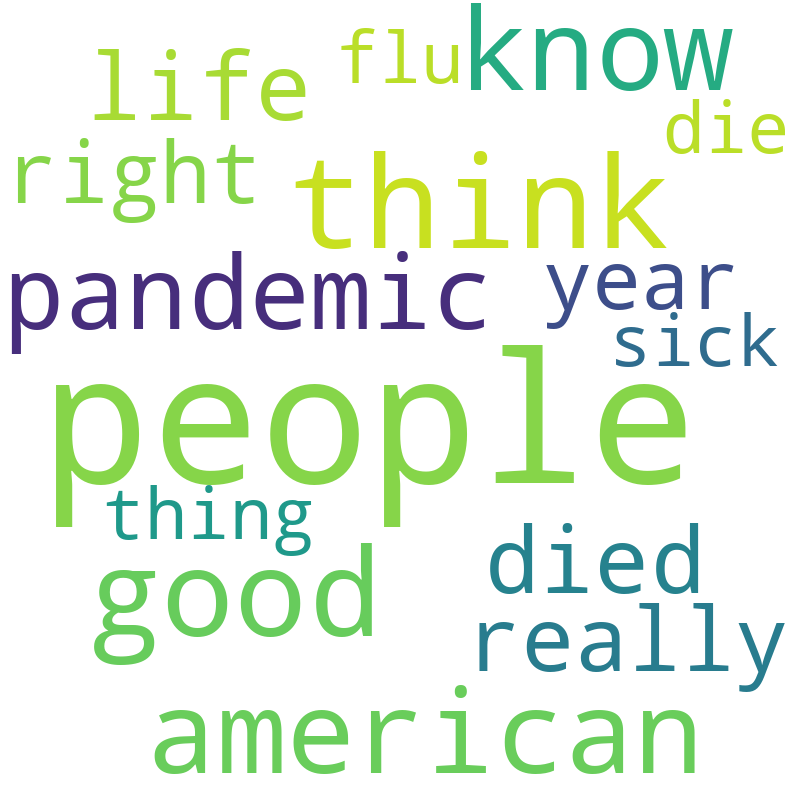 flu know
life
die
right
think
pandemic
year
sick
people
thing
died
good
really
american